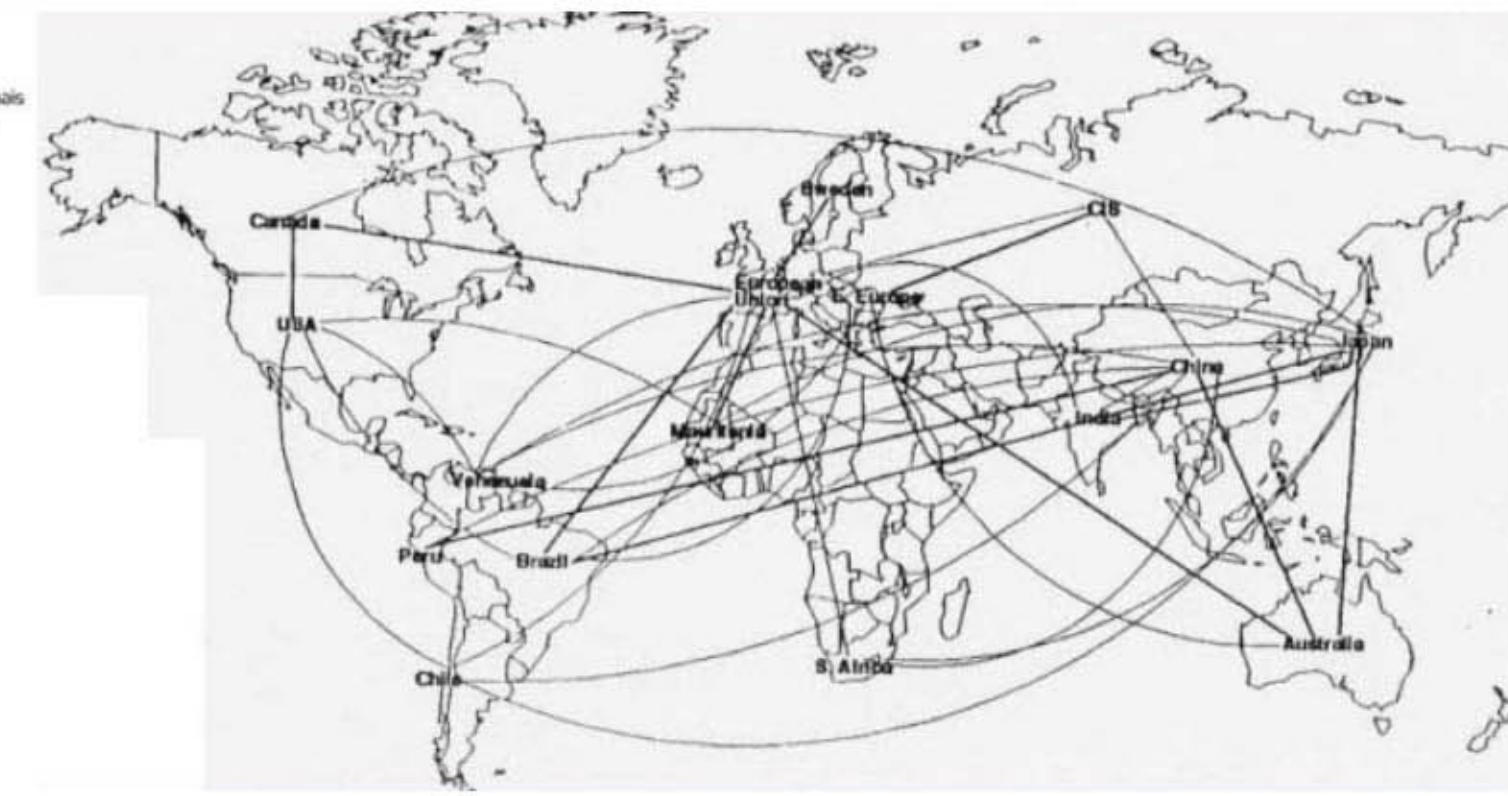 Canada
Sweden
CIS
European
Union
E. Europe
USA
Japan
China
India
Mauritania
Venezuela
Peru
Brazil
Chile
S. Africa
Australia